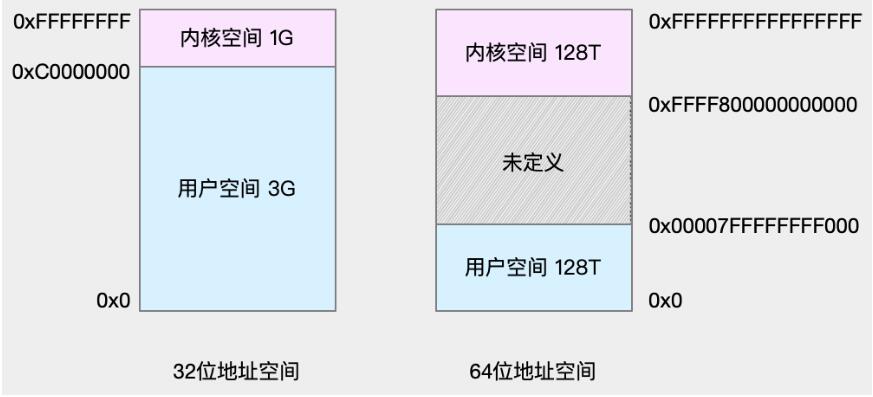 0xFFFFFFFF
内核空间 1G
0xC0000000
用户空间 3G
0x0
32位地址空间
0xFFFFFFFFFFFFFFFF
内核空间 128T
0xFFFF800000000000
未定义
0x00007FFFFFFFF000
用户空间 128T
0x0
64位地址空间